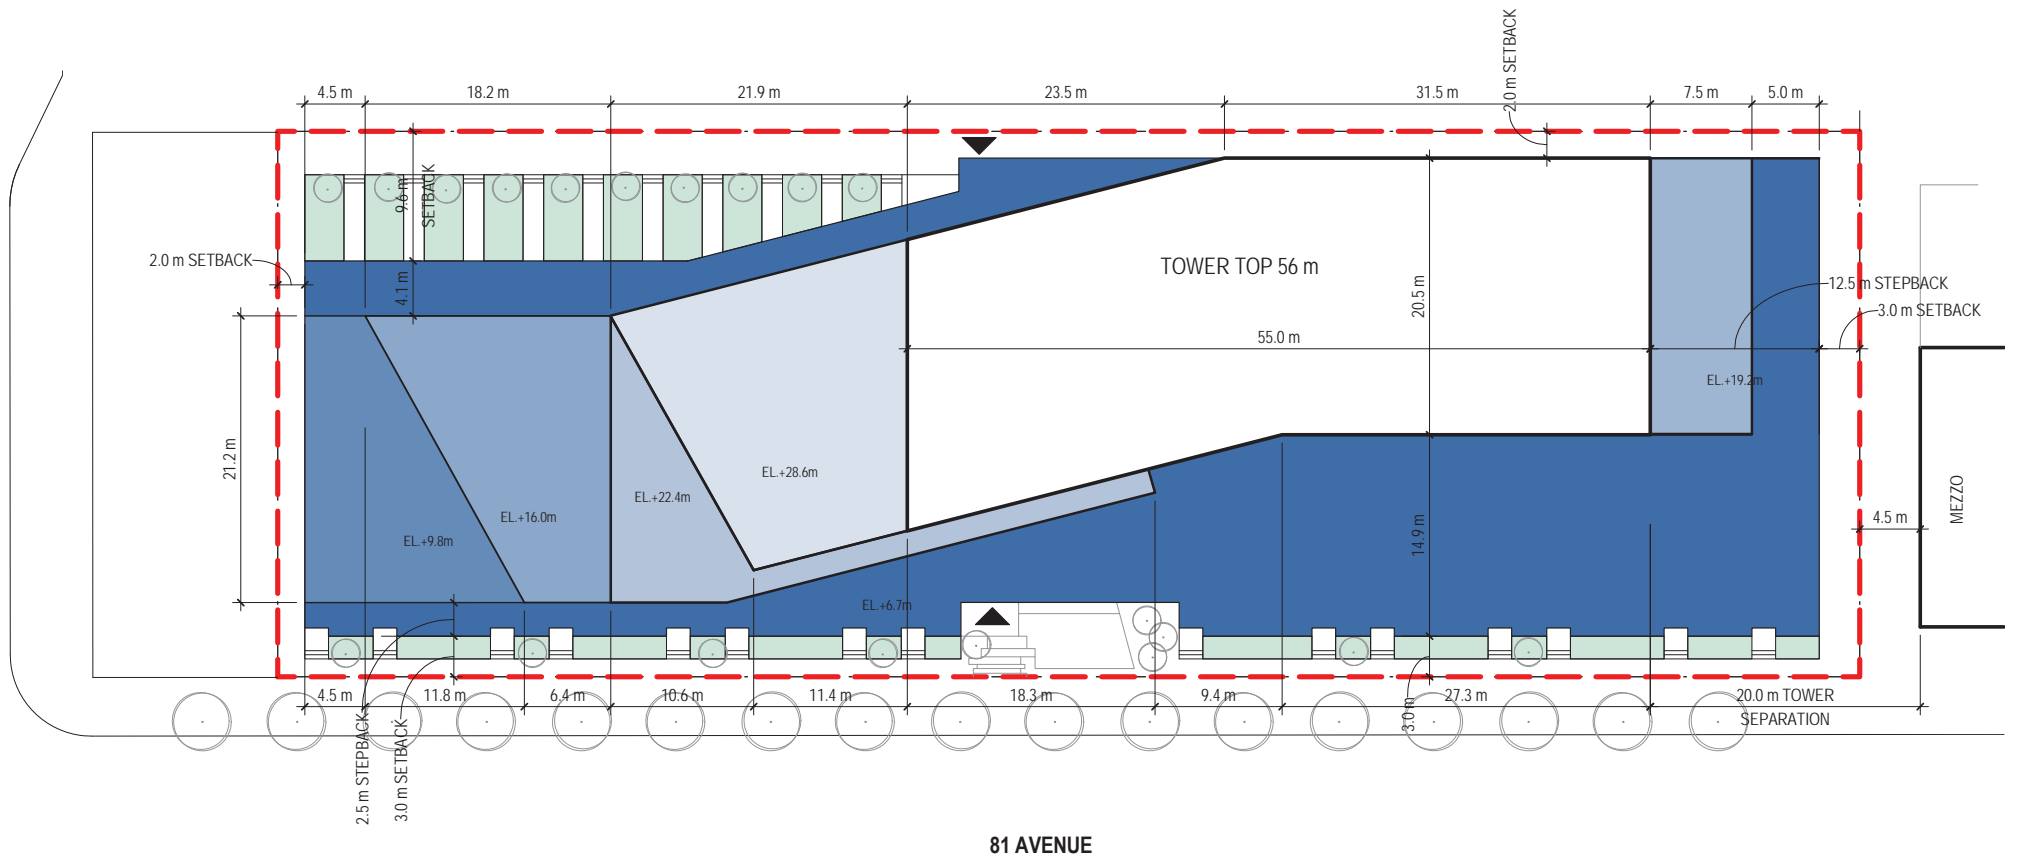 2.0 m SETBACK
4.5 m
18.2 m
21.9 m
23.5 m
31.5 m
7.5 m
5.0 m
9.6 m
SETBACK
2.0 m SETBACK
4.1 m
TOWER TOP 56 m
20.5 m
12.5 m STEPBACK
3.0 m SETBACK
55.0 m
EL.+19.2m
21.2 m
EL.+28.6m
EL.+22.4m
EL.+16.0m
EL.+9.8m
14.9 m
4.5 m
MEZZO
EL.+6.7m
4.5 m
11.8 m
6.4 m
10.6 m
11.4 m
18.3 m
9.4 m
27.3 m
20.0 m TOWER
SEPARATION
3.0 m
2.5 m STEPBACK
3.0 m SETBACK
81 AVENUE